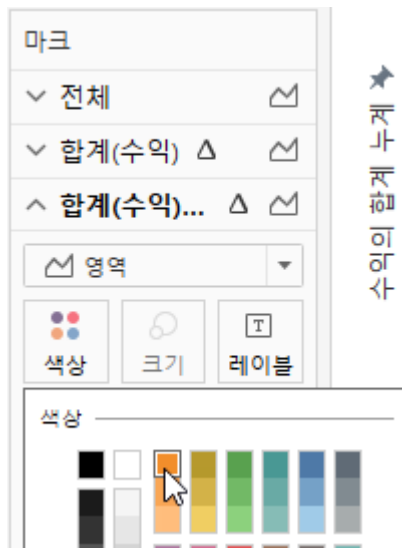 마크
전체
합계(수익) Δ
합계(수익)... Δ
영역
색상
크기
T
레이블
색상
수익의 합계 누계